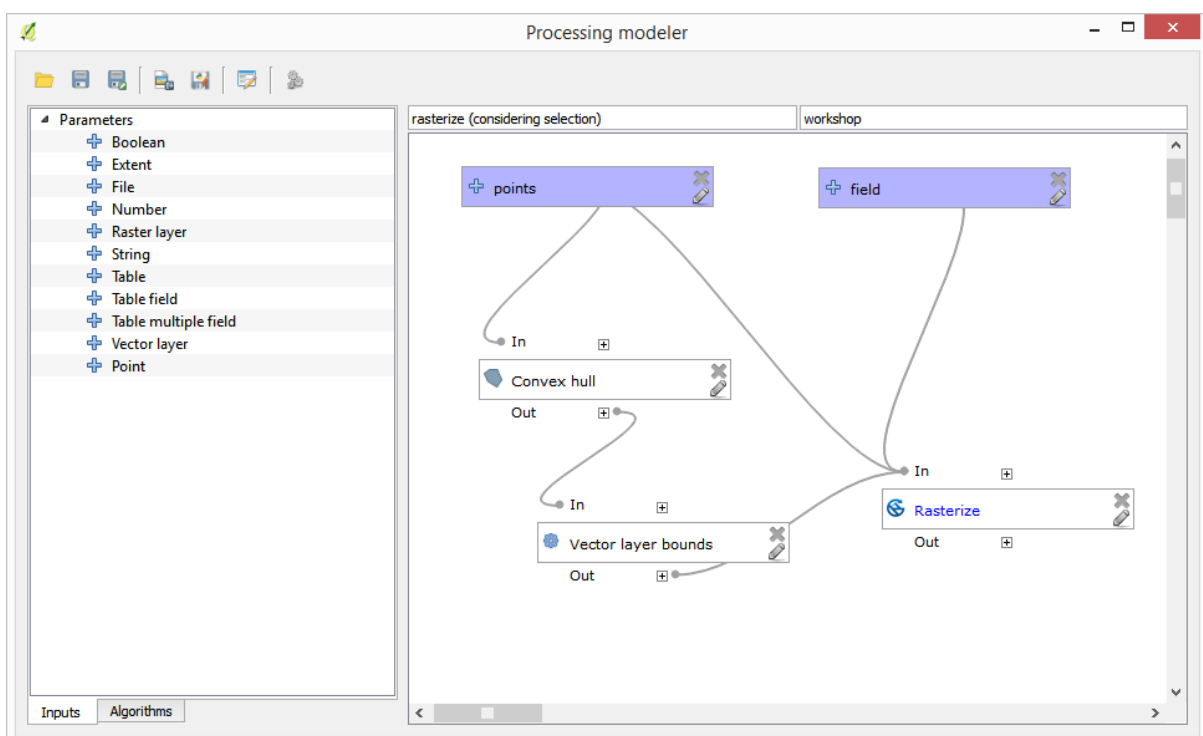 Processing modeler
Parameters
Boolean
Extent
File
Number
Raster layer
String
Table
Table field
Table multiple field
Vector layer
Point
Inputs
Algorithms
rasterize (considering selection)
workshop
points
field
In
Convex hull
Out
In
Vector layer bounds
Out
In
Rasterize
Out